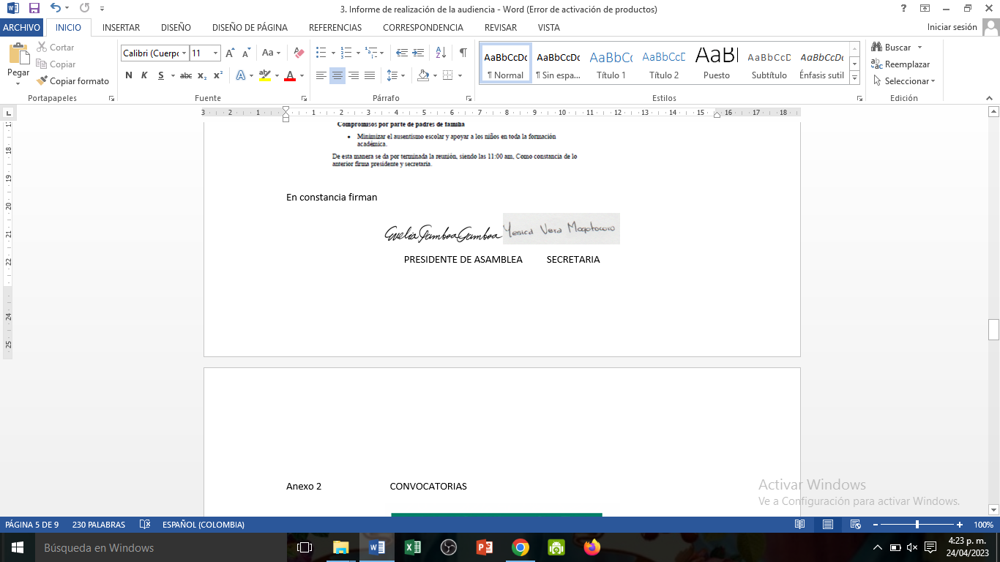 3. Informe de realización de la audiencia - Word (Error de activación de productos)
ARCHIVO INICIO INSERTAR DISEÑO DISEÑO DE PÁGINA REFERENCIAS CORRESPONDENCIA REVISAR VISTA Iniciar sesión
Pegar
Cortar
Copiar
Copiar formato
Portapapeles
Calibri (Cuerpo 11
N K S abc x₂ x²
Fuente
Párrafo
AaBbCcDc AaBbCcDc AaBbCc AaBbCcD AaBl AaBbCcD AaBbCcDc
¶ Normal ¶ Sin espa... Título 1 Título 2 Puesto Subtítulo Énfasis sutil
Estilos
Buscar
Reemplazar
Seleccionar
Edición
3 2 1 1 2 3 4 5 6 7 8 9 10 11 12 13 14 15 16 17 18
18 19 20 21 22 24 25
Compromisos por parte de padres de familia
• Minimizar el ausentismo escolar y apoyar a los niños en toda la formación
académica.
De esta manera se da por terminada la reunión, siendo las 11:00 am, Como constancia de lo
anterior firma presidente y secretaria.
En constancia firman
Evelia Gamboa Gamboa Yesica Vera Mogotocoro
PRESIDENTE DE ASAMBLEA SECRETARIA
Anexo 2 CONVOCATORIAS
Activar Windows
Ve a Configuración para activar Windows.
PÁGINA 5 DE 9 230 PALABRAS ESPAÑOL (COLOMBIA) 100%
Búsqueda en Windows
4:23 p. m.
24/04/2023